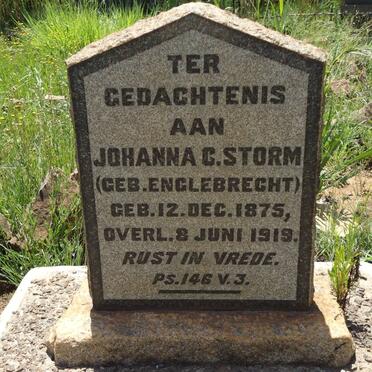 TER
GEDACHTENIS
AAN
JOHANNA C. STORM
(GEB. ENGLEBRECHT)
GEB. 12. DEC. 1875,
OVERL. 8 JUNI 1919.
RUST IN VREDE.
PS. 146 V. 3.